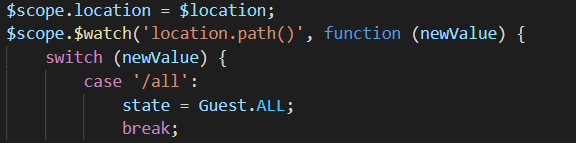 $scope.location = $location;
$scope.$watch('location.path()', function (newValue) {
    switch (newValue) {
        case '/all':
            state = Guest.ALL;
            break;